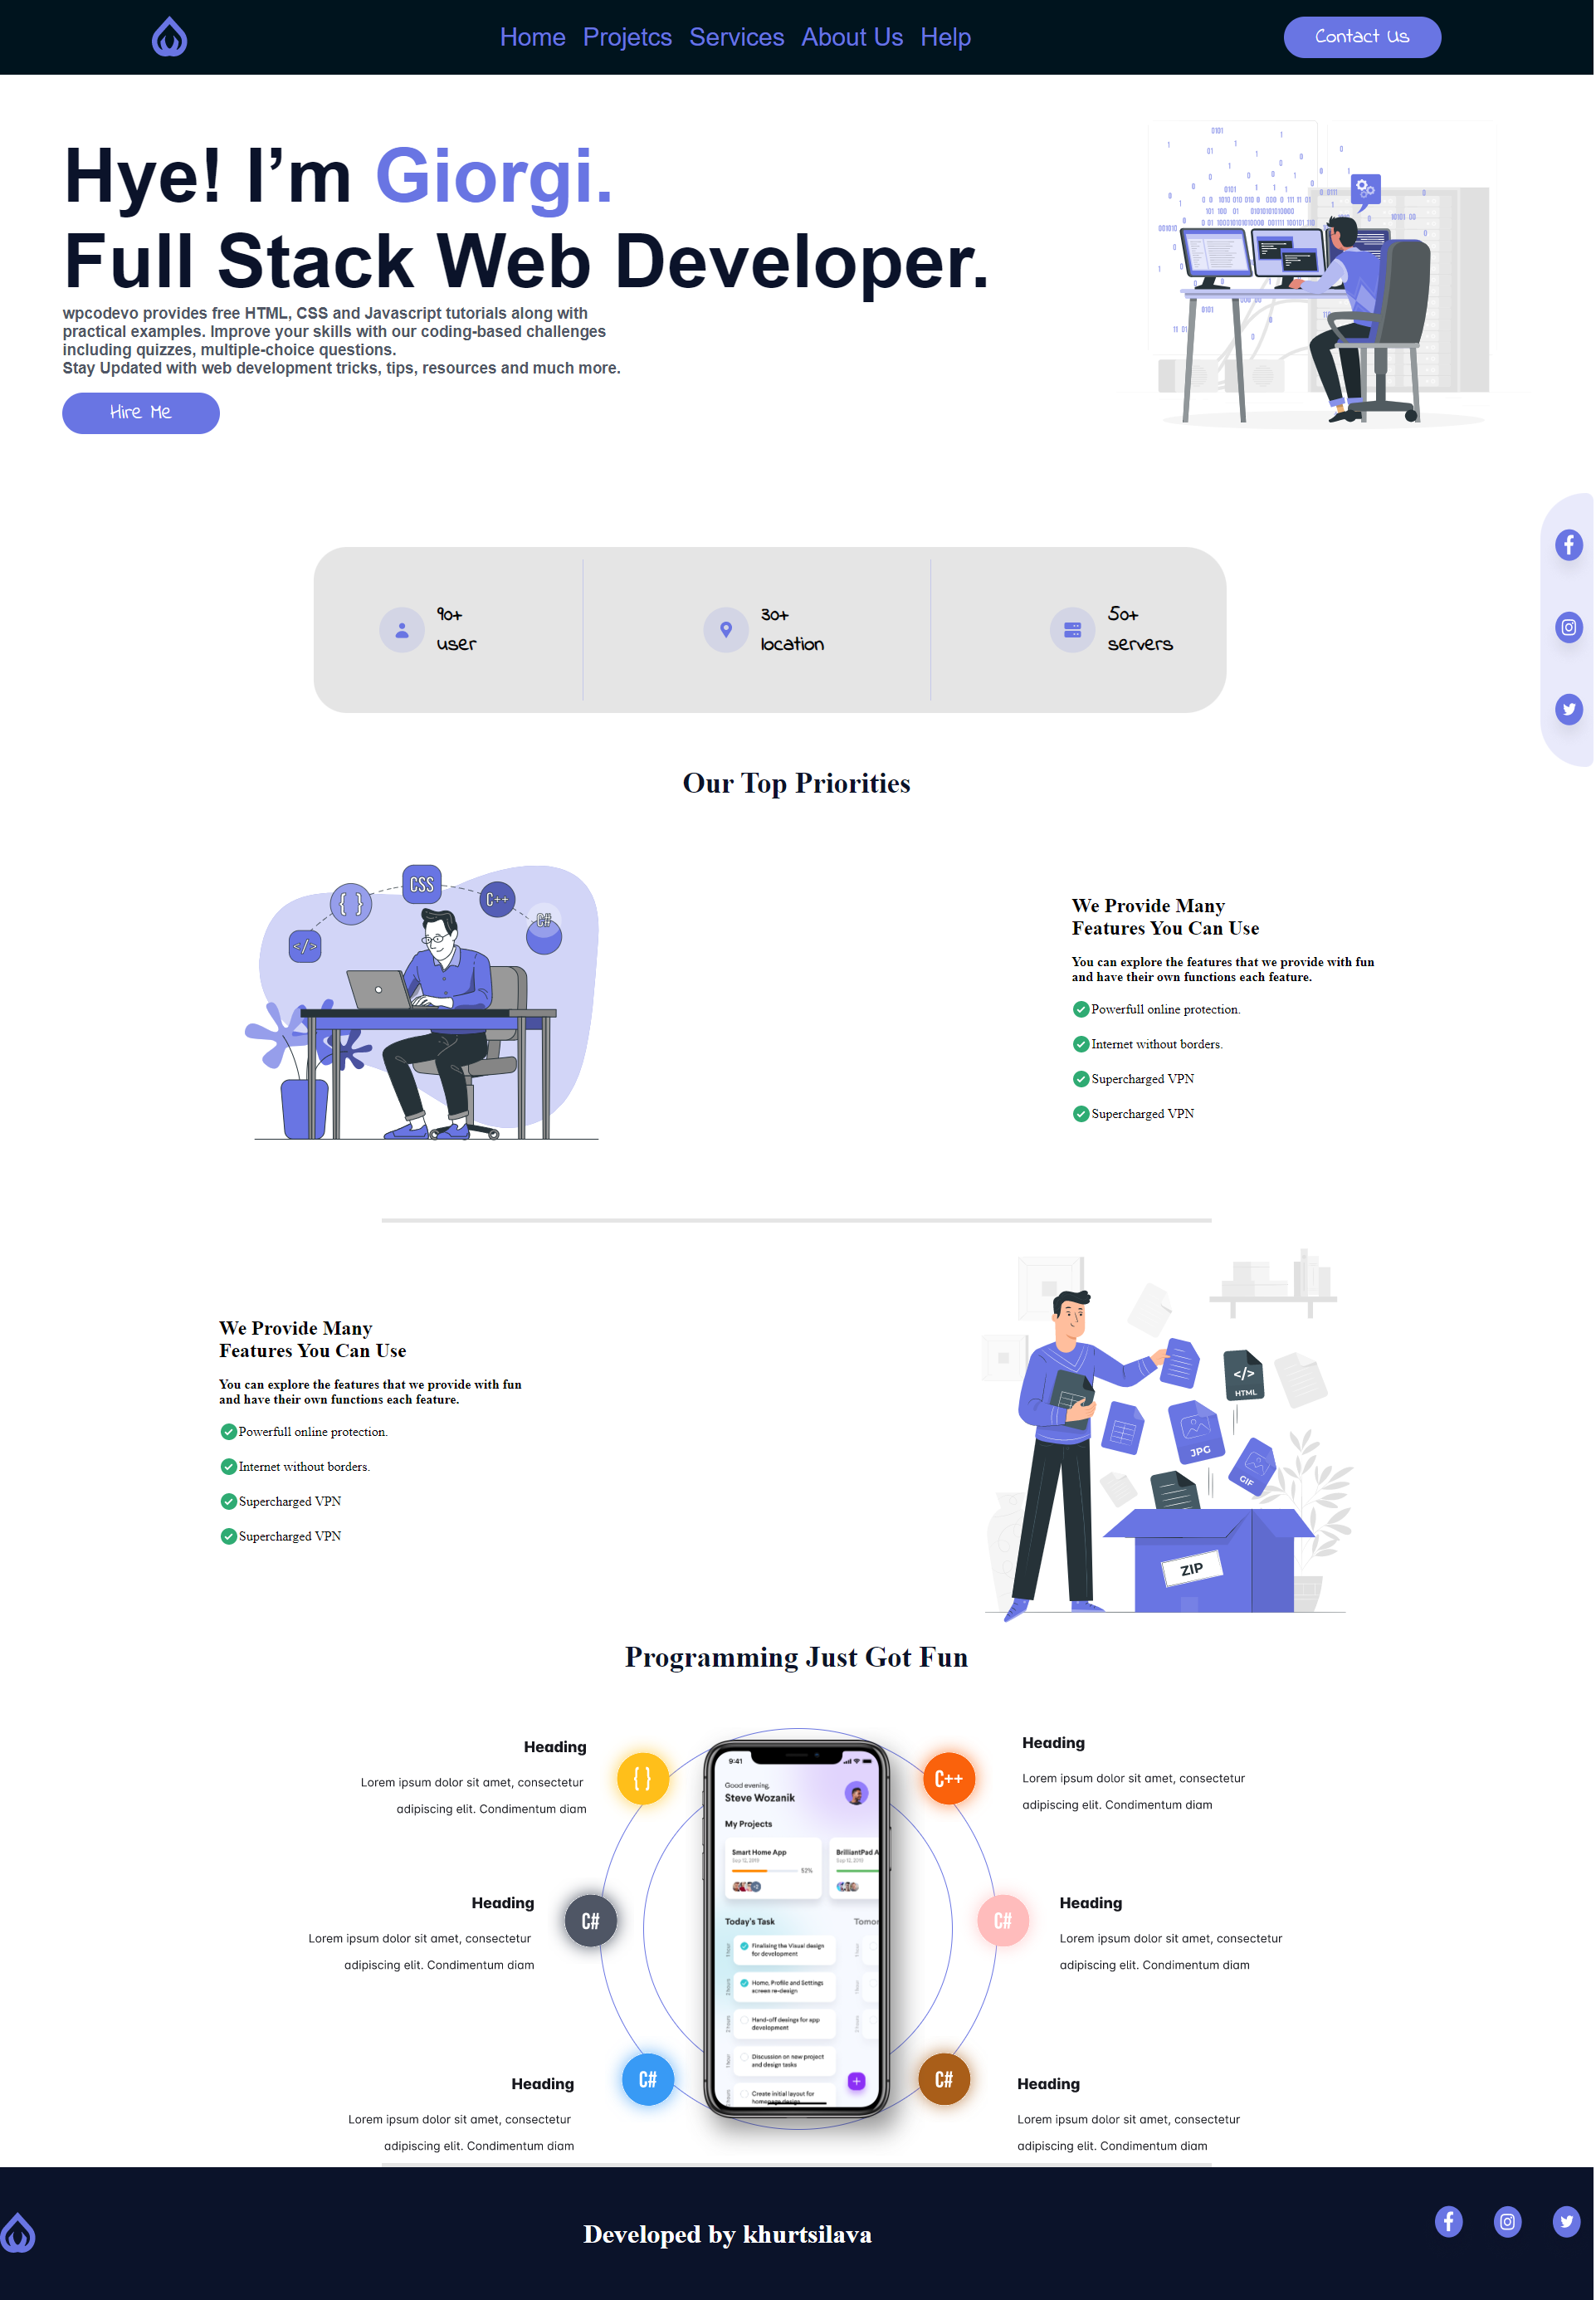 Home Projetcs Services About Us Help
Contact Us
Hye! I’m Giorgi.
Full Stack Web Developer.
wpcodevo provides free HTML, CSS and Javascript tutorials along with
practical examples. Improve your skills with our coding-based challenges
including quizzes, multiple-choice questions.
Stay Updated with web development tricks, tips, resources and much more.
Hire Me
90+
user
30+
location
50+
servers
Our Top Priorities
</>
{ }
CSS
C++
C#
We Provide Many
Features You Can Use
You can explore the features that we provide with fun
and have their own functions each feature.
Powerfull online protection.
Internet without borders.
Supercharged VPN
Supercharged VPN
We Provide Many
Features You Can Use
You can explore the features that we provide with fun
and have their own functions each feature.
Powerfull online protection.
Internet without borders.
Supercharged VPN
Supercharged VPN
</>
HTML
JPG
GIF
ZIP
Programming Just Got Fun
Heading
Lorem ipsum dolor sit amet, consectetur
adipiscing elit. Condimentum diam
{ }
Heading
Lorem ipsum dolor sit amet, consectetur
adipiscing elit. Condimentum diam
C#
Heading
Lorem ipsum dolor sit amet, consectetur
adipiscing elit. Condimentum diam
C#
9:41
Good evening,
Steve Wozanik
My Projects
Smart Home App
Sep 12, 2019
52%
BrilliantPad A
Sep 12, 2019
Today's Task
Tomor
Finalising the Visual design
for development
Home, Profile and Settings
screen re-design
Hand-off desings for app
development
Discussion on new project
and design tasks
Create initial layout for
homepage design
C++
Heading
Lorem ipsum dolor sit amet, consectetur
adipiscing elit. Condimentum diam
C#
Heading
Lorem ipsum dolor sit amet, consectetur
adipiscing elit. Condimentum diam
C#
Heading
Lorem ipsum dolor sit amet, consectetur
adipiscing elit. Condimentum diam
Developed by khurtsilava